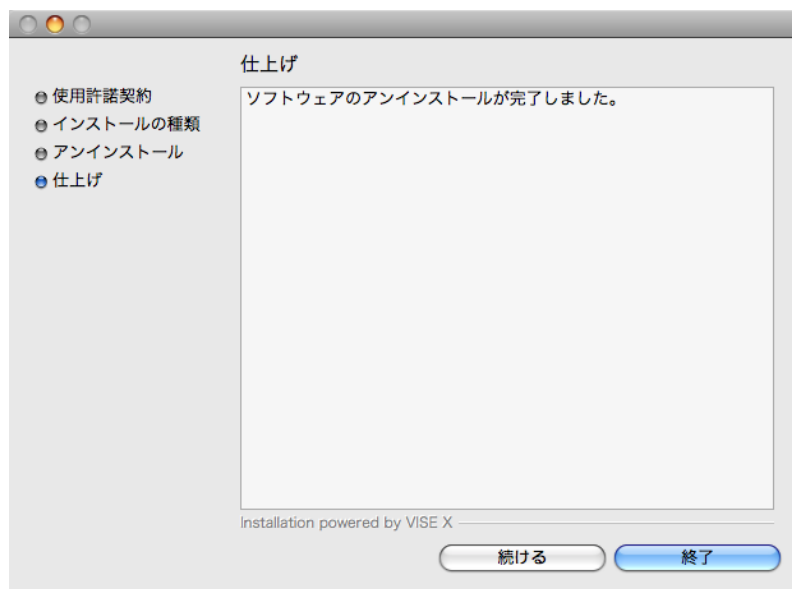 仕上げ
使用許諾契約
インストールの種類
アンインストール
仕上げ
ソフトウェアのアンインストールが完了しました。
Installation powered by VISE X
続ける
終了